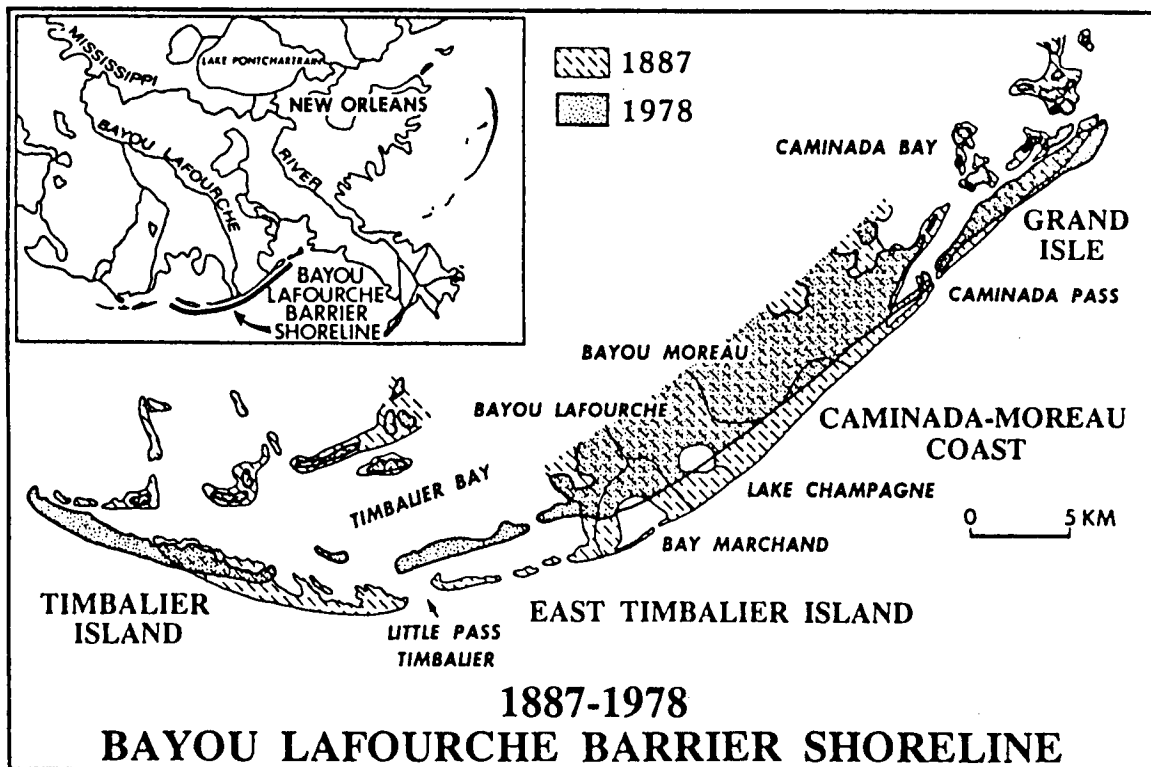 MISSISSIPPI
LAKE PONTCHARTRAIN
NEW ORLEANS
BAYOU LAFOURCHE
RIVER
BAYOU
LAFOURCHE
BARRIER
SHORELINE
1887
1978
CAMINADA BAY
GRAND
ISLE
CAMINADA PASS
BAYOU MOREAU
BAYOU LAFOURCHE
CAMINADA-MOREAU
COAST
TIMBALIER BAY
LAKE CHAMPAGNE
0 5 KM
BAY MARCHAND
TIMBALIER
ISLAND
EAST TIMBALIER ISLAND
LITTLE PASS
TIMBALIER
1887-1978
BAYOU LAFOURCHE BARRIER SHORELINE